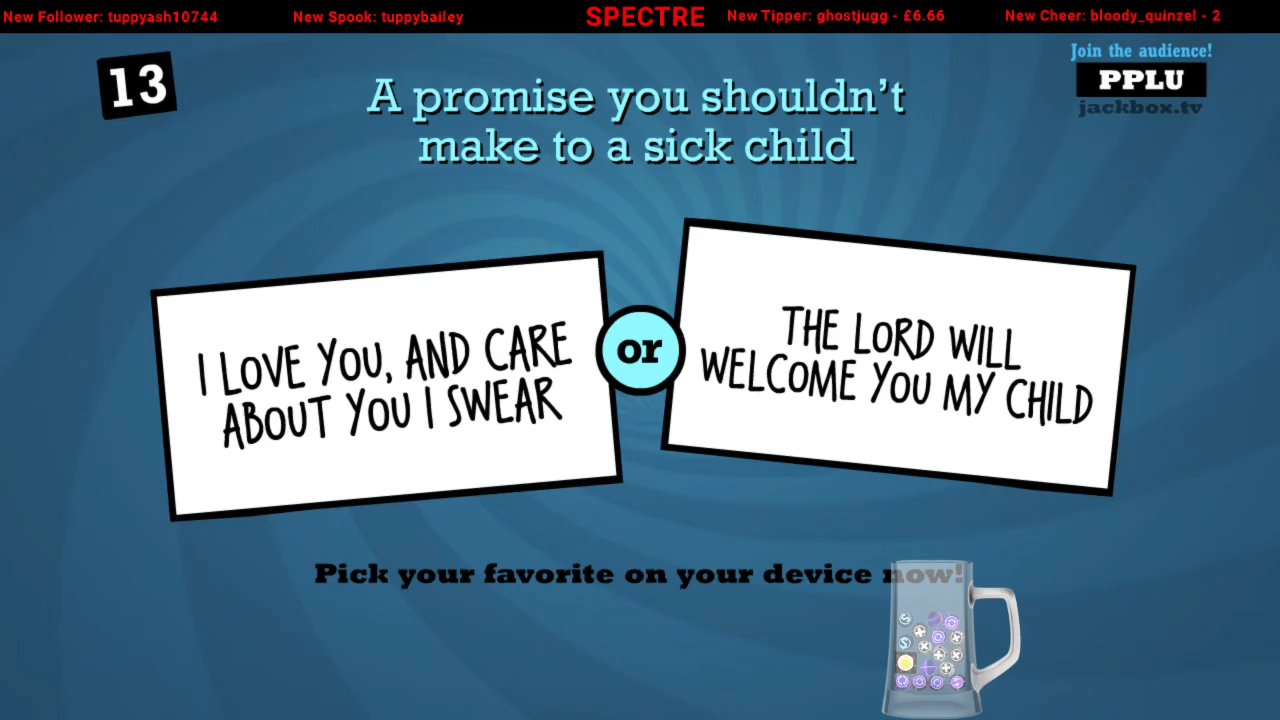 New Follower: tuppyash10744 New Spook: tuppybailey SPECTRE New Tipper: ghostjugg - £6.66 New Cheer: bloody_quinzel - 2
Join the audience!
13
PPLU
jackbox.tv
A promise you shouldn't
make to a sick child
I LOVE YOU, AND CARE
ABOUT YOU I SWEAR
or
THE LORD WILL
WELCOME YOU MY CHILD
Pick your favorite on your device now!